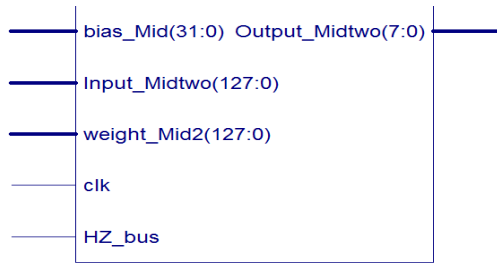 bias_Mid(31:0) Output_Midtwo(7:0)
Input_Midtwo(127:0)
weight_Mid2(127:0)
clk
HZ_bus